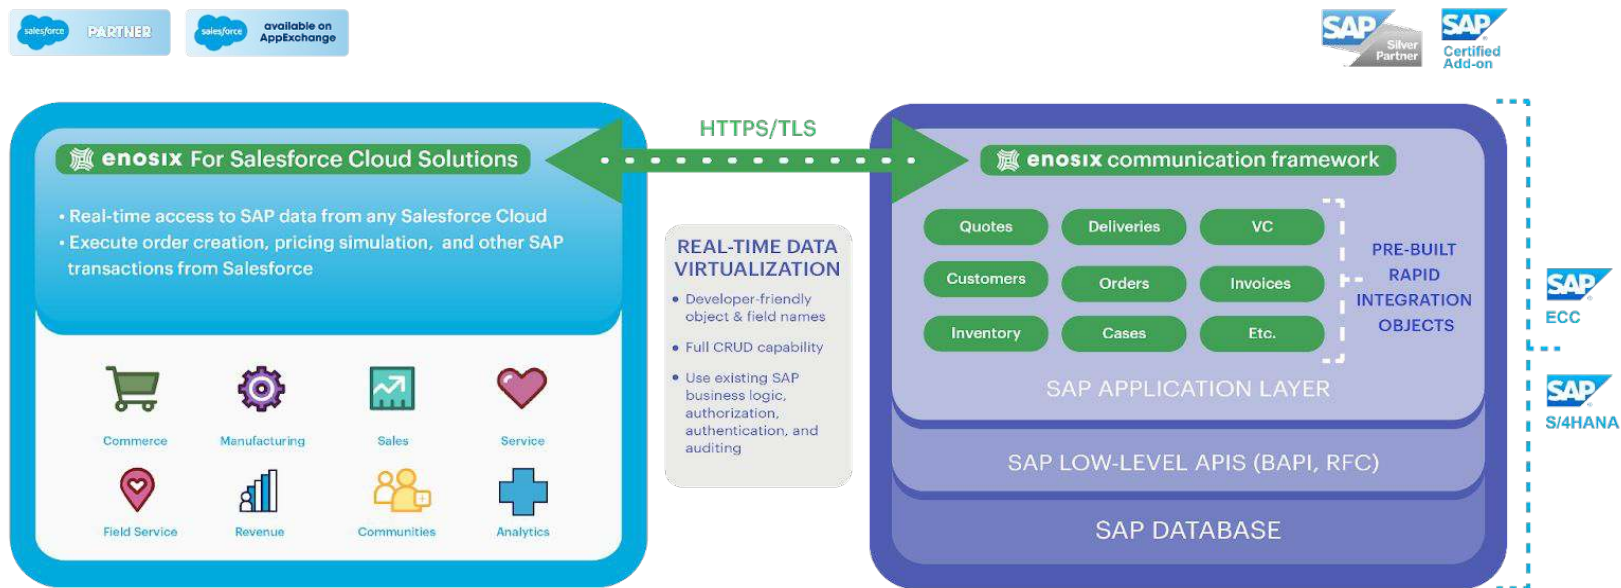 salesforce
PARTNER
salesforce
available on
AppExchange
SAP
Silver
Partner
SAP
Certified
Add-on
enosix For Salesforce Cloud Solutions
• Real-time access to SAP data from any Salesforce Cloud
• Execute order creation, pricing simulation, and other SAP
transactions from Salesforce
Commerce
Manufacturing
Sales
Service
Field Service
Revenue
Communities
Analytics
HTTPS/TLS
REAL-TIME DATA
VIRTUALIZATION
• Developer-friendly
object & field names
• Full CRUD capability
• Use existing SAP
business logic,
authorization,
authentication, and
auditing
enosix communication framework
Quotes
Deliveries
VC
Customers
Orders
Invoices
Inventory
Cases
Etc.
PRE-BUILT
RAPID
INTEGRATION
OBJECTS
SAP APPLICATION LAYER
SAP LOW-LEVEL APIS (BAPI, RFC)
SAP DATABASE
SAP
ECC
SAP
S/4HANA